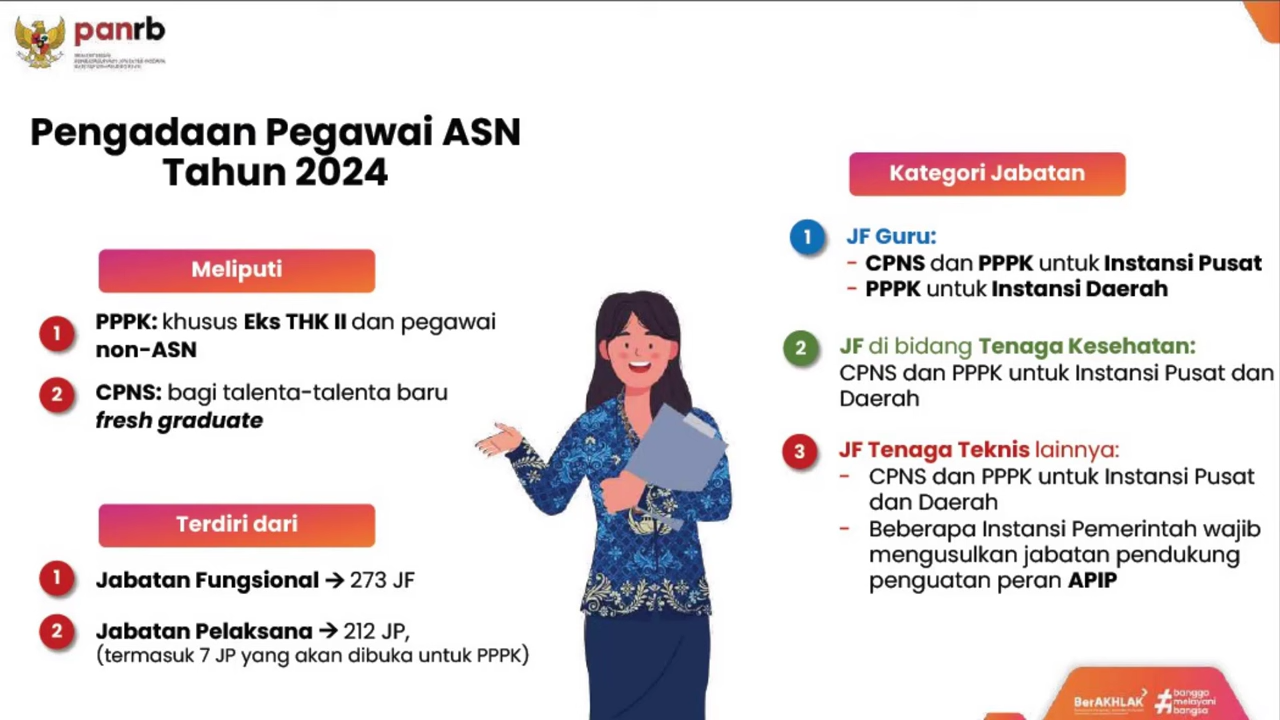 panrb
Pengadaan Pegawai ASN
Tahun 2024
Meliputi
1
PPPK: khusus Eks THK II dan pegawai
non-ASN
2
CPNS: bagi talenta-talenta baru
fresh graduate
Terdiri dari
1
Jabatan Fungsional → 273 JF
2
Jabatan Pelaksana → 212 JP,
(termasuk 7 JP yang akan dibuka untuk PPPK)
Kategori Jabatan
1
JF Guru:
- CPNS dan PPPK untuk Instansi Pusat
- PPPK untuk Instansi Daerah
2
JF di bidang Tenaga Kesehatan:
CPNS dan PPPK untuk Instansi Pusat dan
Daerah
3
JF Tenaga Teknis lainnya:
- CPNS dan PPPK untuk Instansi Pusat
dan Daerah
- Beberapa Instansi Pemerintah wajib
mengusulkan jabatan pendukung
penguatan peran APIP
BerAKHLAK
#bangga
melayani
bangsa